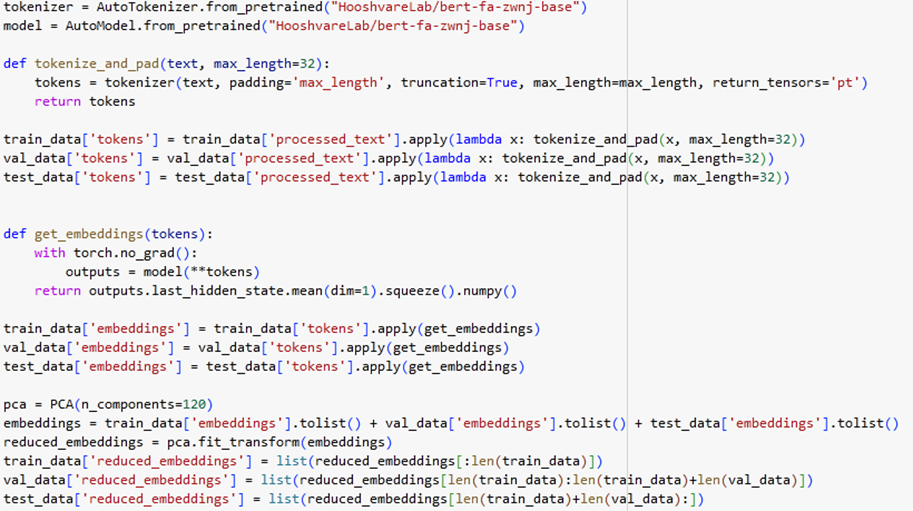 tokenizer = AutoTokenizer.from_pretrained("HooshvareLab/bert-fa-zwnj-base")
model = AutoModel.from_pretrained("HooshvareLab/bert-fa-zwnj-base")
def tokenize_and_pad(text, max_length=32):
    tokens = tokenizer(text, padding='max_length', truncation=True, max_length=max_length, return_tensors='pt')
    return tokens
train_data['tokens'] = train_data['processed_text'].apply(lambda x: tokenize_and_pad(x, max_length=32))
val_data['tokens'] = val_data['processed_text'].apply(lambda x: tokenize_and_pad(x, max_length=32))
test_data['tokens'] = test_data['processed_text'].apply(lambda x: tokenize_and_pad(x, max_length=32))
def get_embeddings(tokens):
    with torch.no_grad():
        outputs = model(**tokens)
    return outputs.last_hidden_state.mean(dim=1).squeeze().numpy()
train_data['embeddings'] = train_data['tokens'].apply(get_embeddings)
val_data['embeddings'] = val_data['tokens'].apply(get_embeddings)
test_data['embeddings'] = test_data['tokens'].apply(get_embeddings)
pca = PCA(n_components=120)
embeddings = train_data['embeddings'].tolist() + val_data['embeddings'].tolist() + test_data['embeddings'].tolist()
reduced_embeddings = pca.fit_transform(embeddings)
train_data['reduced_embeddings'] = list(reduced_embeddings[:len(train_data)])
val_data['reduced_embeddings'] = list(reduced_embeddings[len(train_data):len(train_data)+len(val_data)])
test_data['reduced_embeddings'] = list(reduced_embeddings[len(train_data)+len(val_data):])